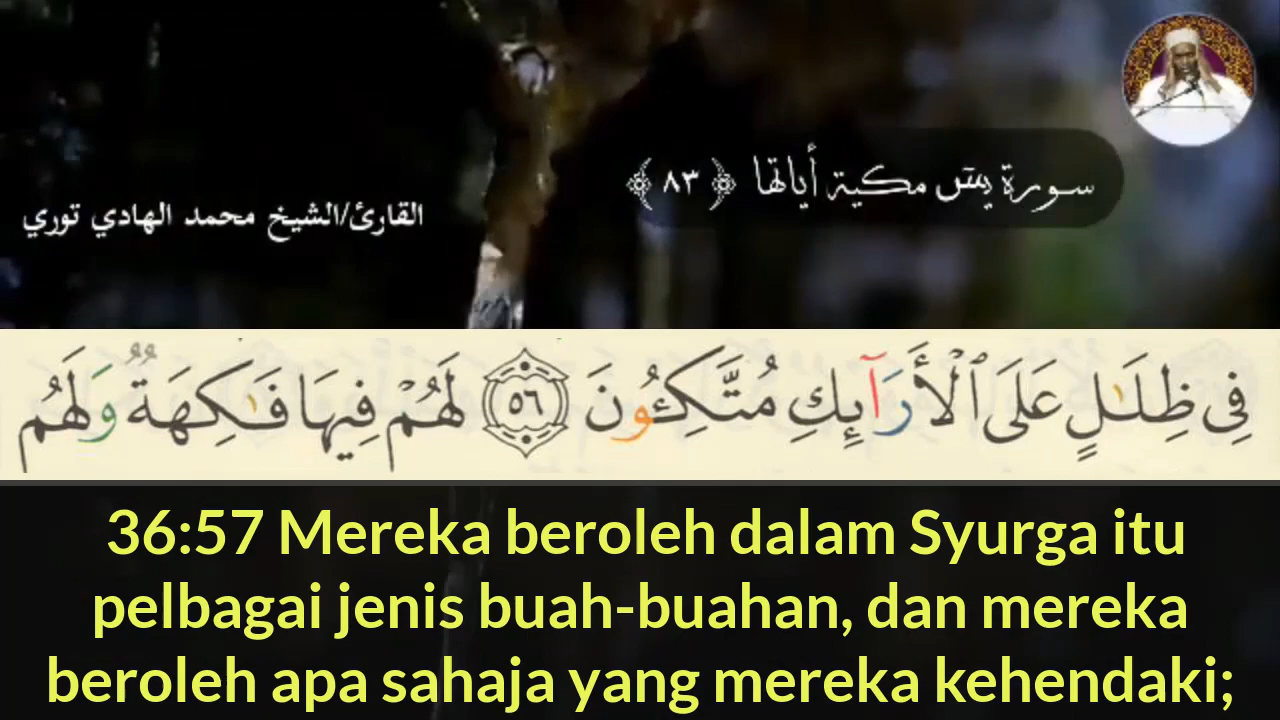 سورة يس مكية أياتها ﴿٨٣﴾
القارئ/الشيخ محمد الهادي توري
فِى ظِلَـٰلٍ عَلَى ٱلْأَرَآئِكِ مُتَّكِـُٔونَ ٥٦ لَهُمْ فِيهَا فَـٰكِهَةٌ وَلَهُم
36:57 Mereka beroleh dalam Syurga itu
pelbagai jenis buah-buahan, dan mereka
beroleh apa sahaja yang mereka kehendaki;